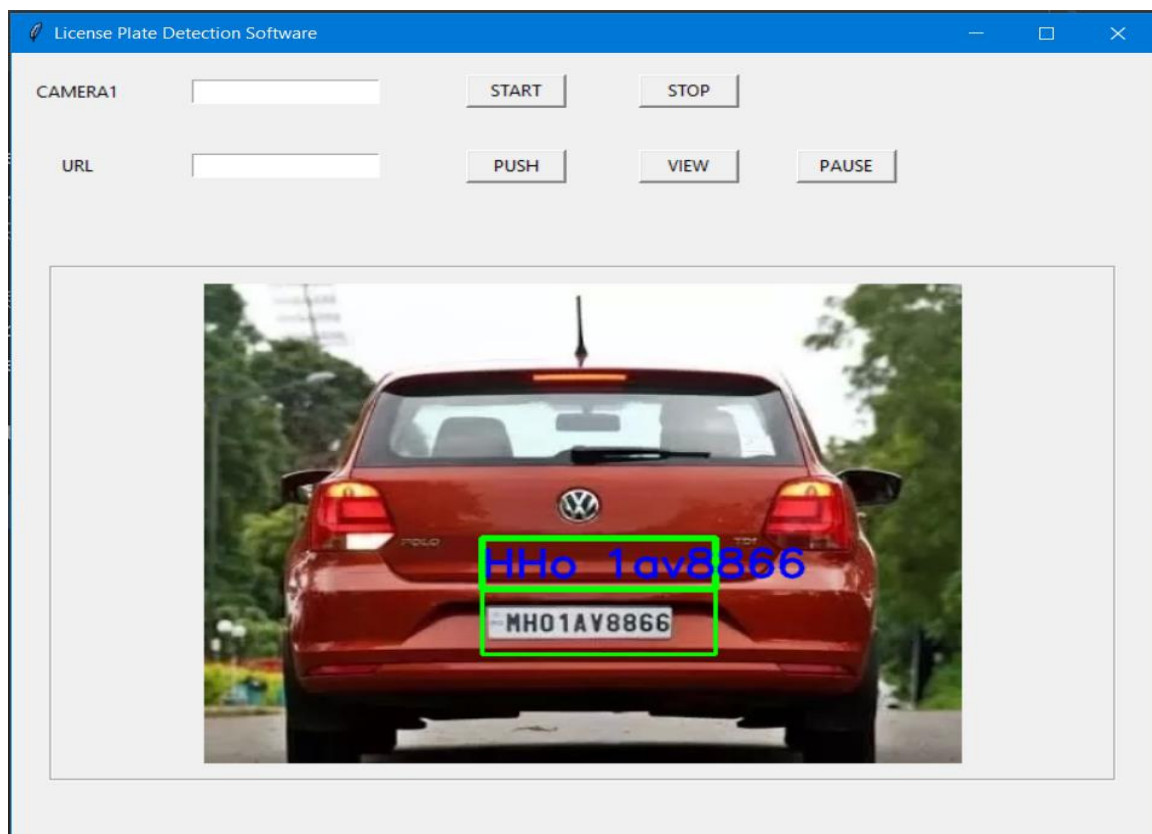 License Plate Detection Software
CAMERA1 START STOP
URL PUSH VIEW PAUSE
POLO TDI
HHo 1av8866
MH01AV8866